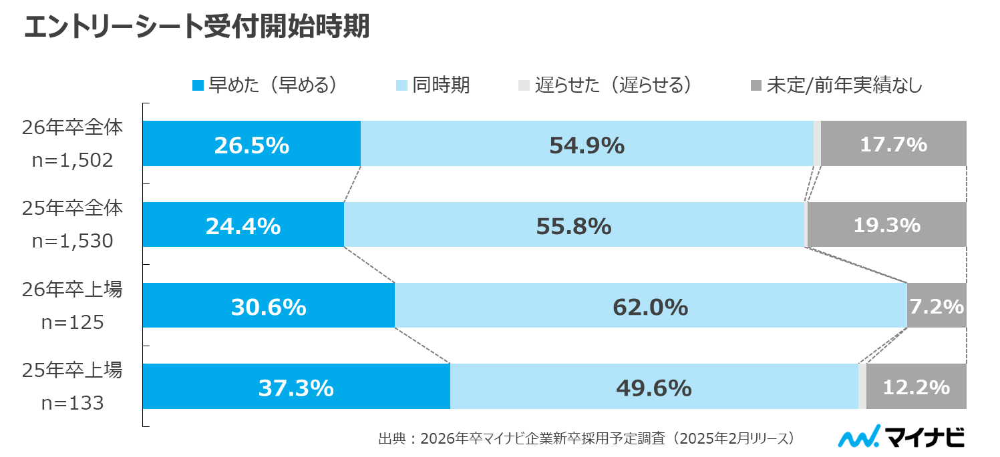 エントリーシート受付開始時期
早めた（早める） 同時期 遅らせた（遅らせる） 未定/前年実績なし
26年卒全体
n=1,502
26.5% 54.9% 17.7%
25年卒全体
n=1,530
24.4% 55.8% 19.3%
26年卒上場
n=125
30.6% 62.0% 7.2%
25年卒上場
n=133
37.3% 49.6% 12.2%
出典：2026年卒マイナビ企業新卒採用予定調査（2025年2月リリース）
マイナビ